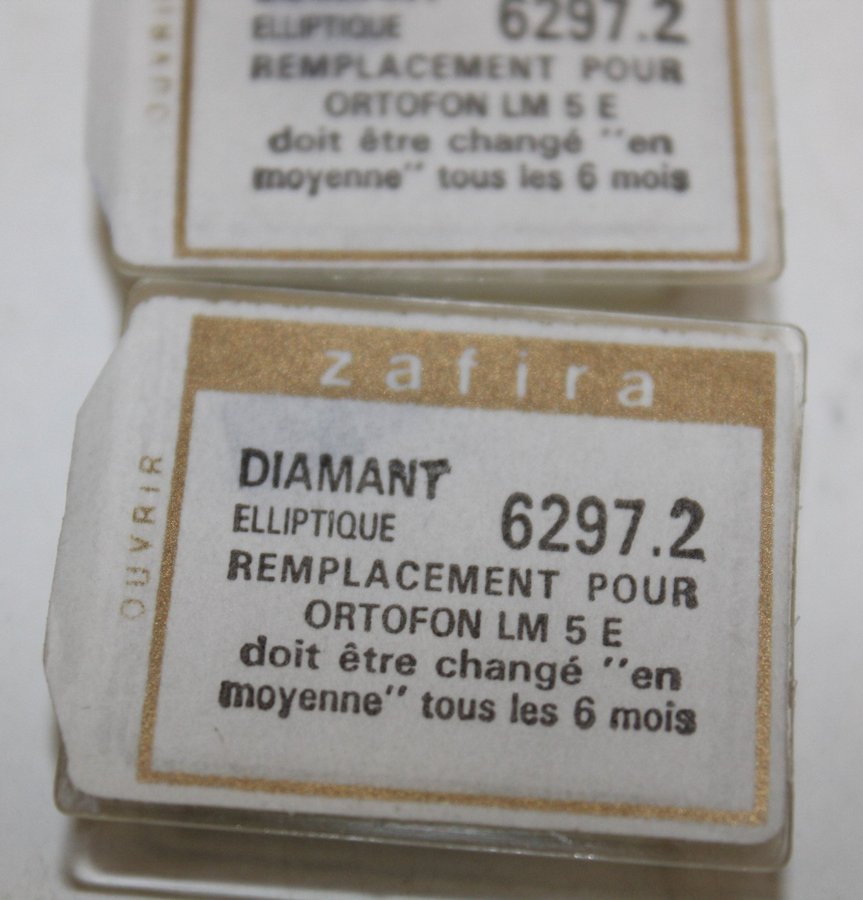 OUVRIR
ELLIPTIQUE 6297.2
REMPLACEMENT POUR
ORTOFON LM 5 E
doit être changé "en
moyenne" tous les 6 mois
zafira
OUVRIR
DIAMANT
ELLIPTIQUE 6297.2
REMPLACEMENT POUR
ORTOFON LM 5 E
doit être changé "en
moyenne" tous les 6 mois